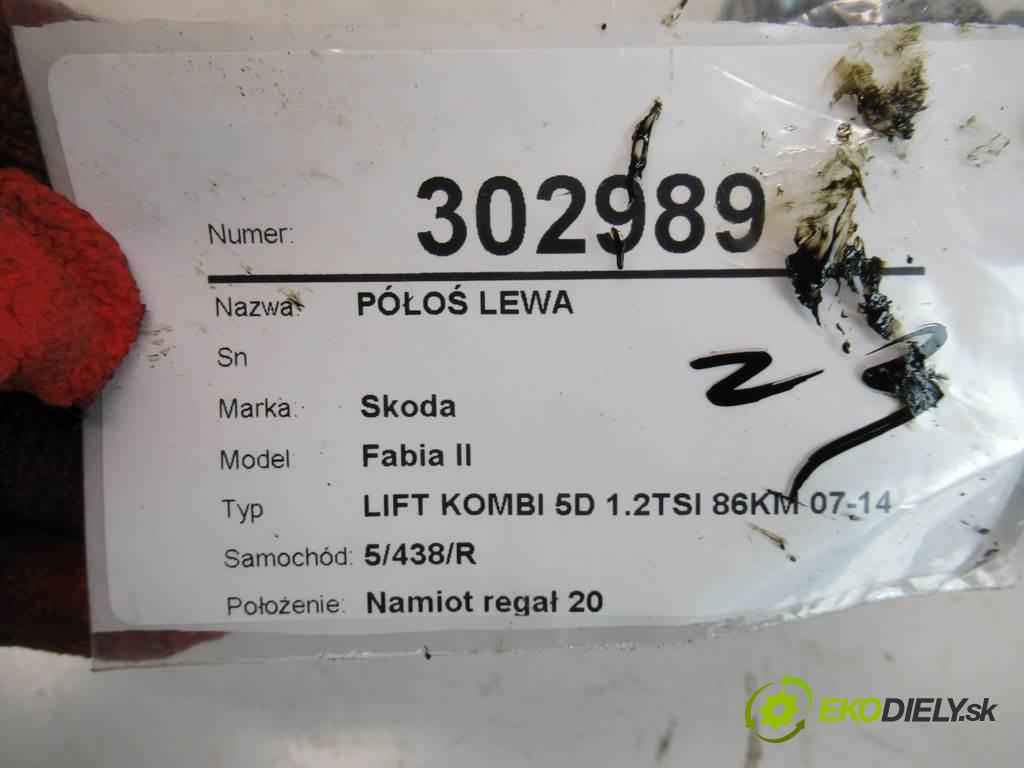 Numer: 302989
Nazwa: PÓŁOŚ LEWA
Sn
Marka: Skoda
Model Fabia II
Typ LIFT KOMBI 5D 1.2TSI 86KM 07-14
Samochód: 5/438/R
Położenie: Namiot regał 20
EKODIELY.sk